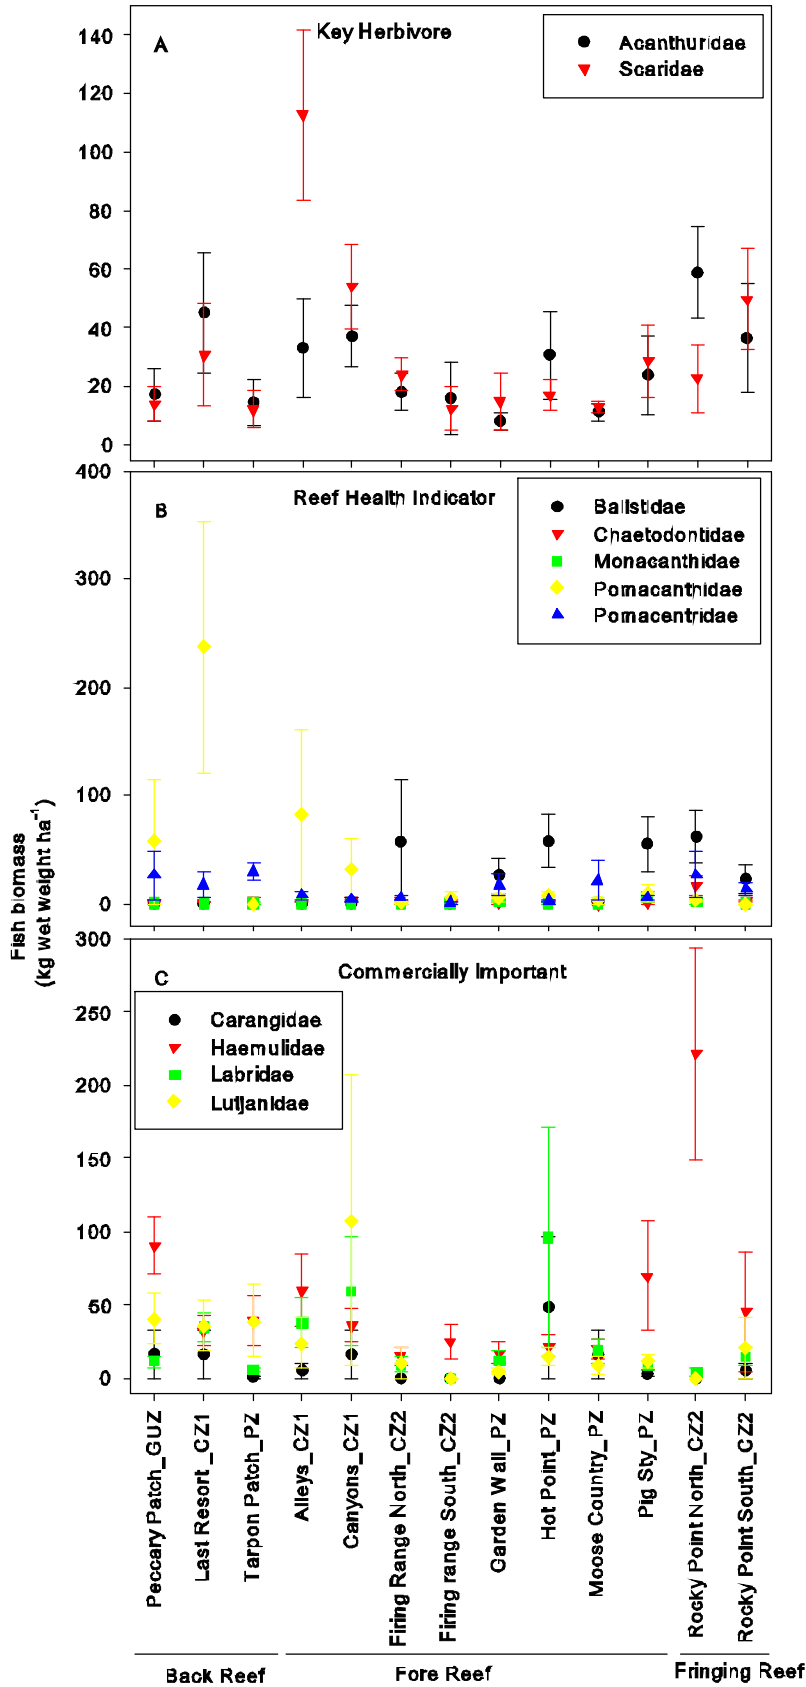 A
Key Herbivore
Acanthuridae
Scaridae
140
120
100
80
60
40
20
0
B
Reef Health Indicator
Balistidae
Chaetodontidae
Monacanthidae
Pomacanthidae
Pomacentridae
400
300
200
100
0
Fish biomass
(kg wet weight ha⁻¹)
C
Commercially Important
Carangidae
Haemulidae
Labridae
Lutjanidae
300
250
200
150
100
50
0
Peccary Patch_GUZ
Last Resort_CZ1
Tarpon Patch_PZ
Alleys_CZ1
Canyons_CZ1
Firing Range North_CZ2
Firing range South_CZ2
Garden Wall_PZ
Hot Point_PZ
Moose Country_PZ
Pig Sty_PZ
Rocky Point North_CZ2
Rocky Point South_CZ2
Back Reef
Fore Reef
Fringing Reef